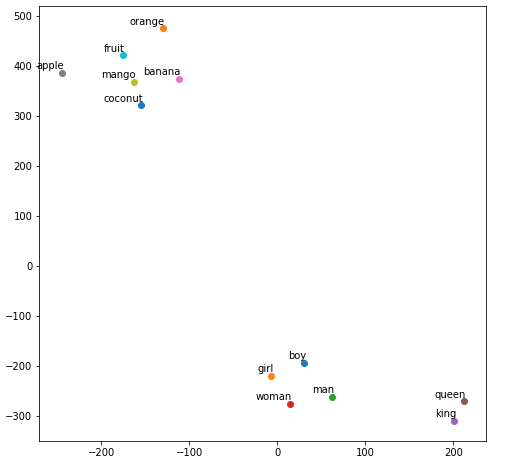 500
orange
fruit
400
apple
banana
mango
coconut
300
200
100
0
−100
boy
−200
girl
man
woman
queen
−300
king
−200
−100
0
100
200